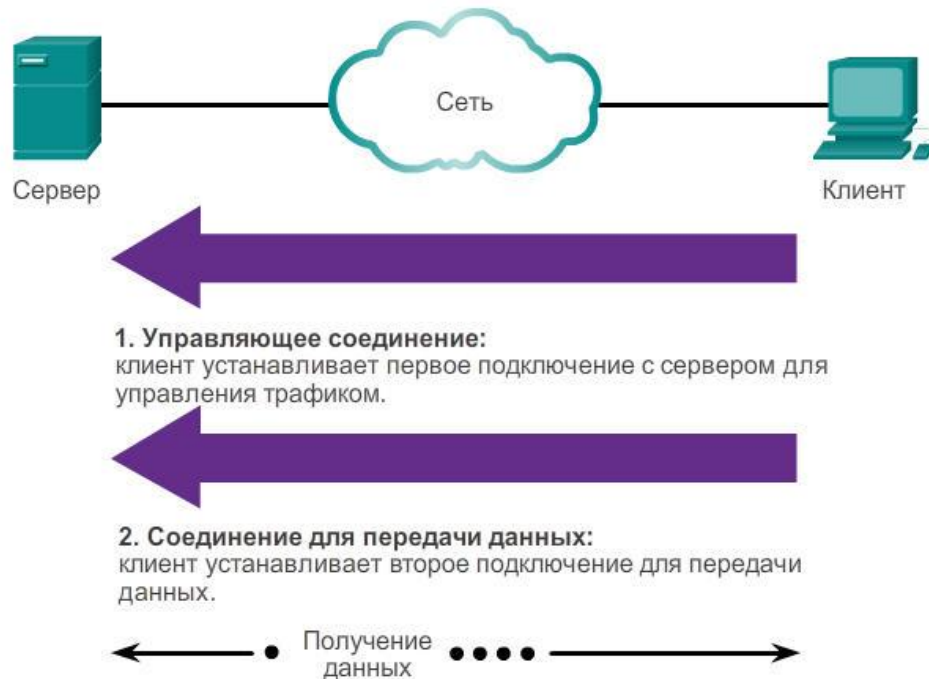 Сеть
Сервер
Клиент
1. Управляющее соединение:
клиент устанавливает первое подключение с сервером для
управления трафиком.
2. Соединение для передачи данных:
клиент устанавливает второе подключение для передачи
данных.
Получение
данных